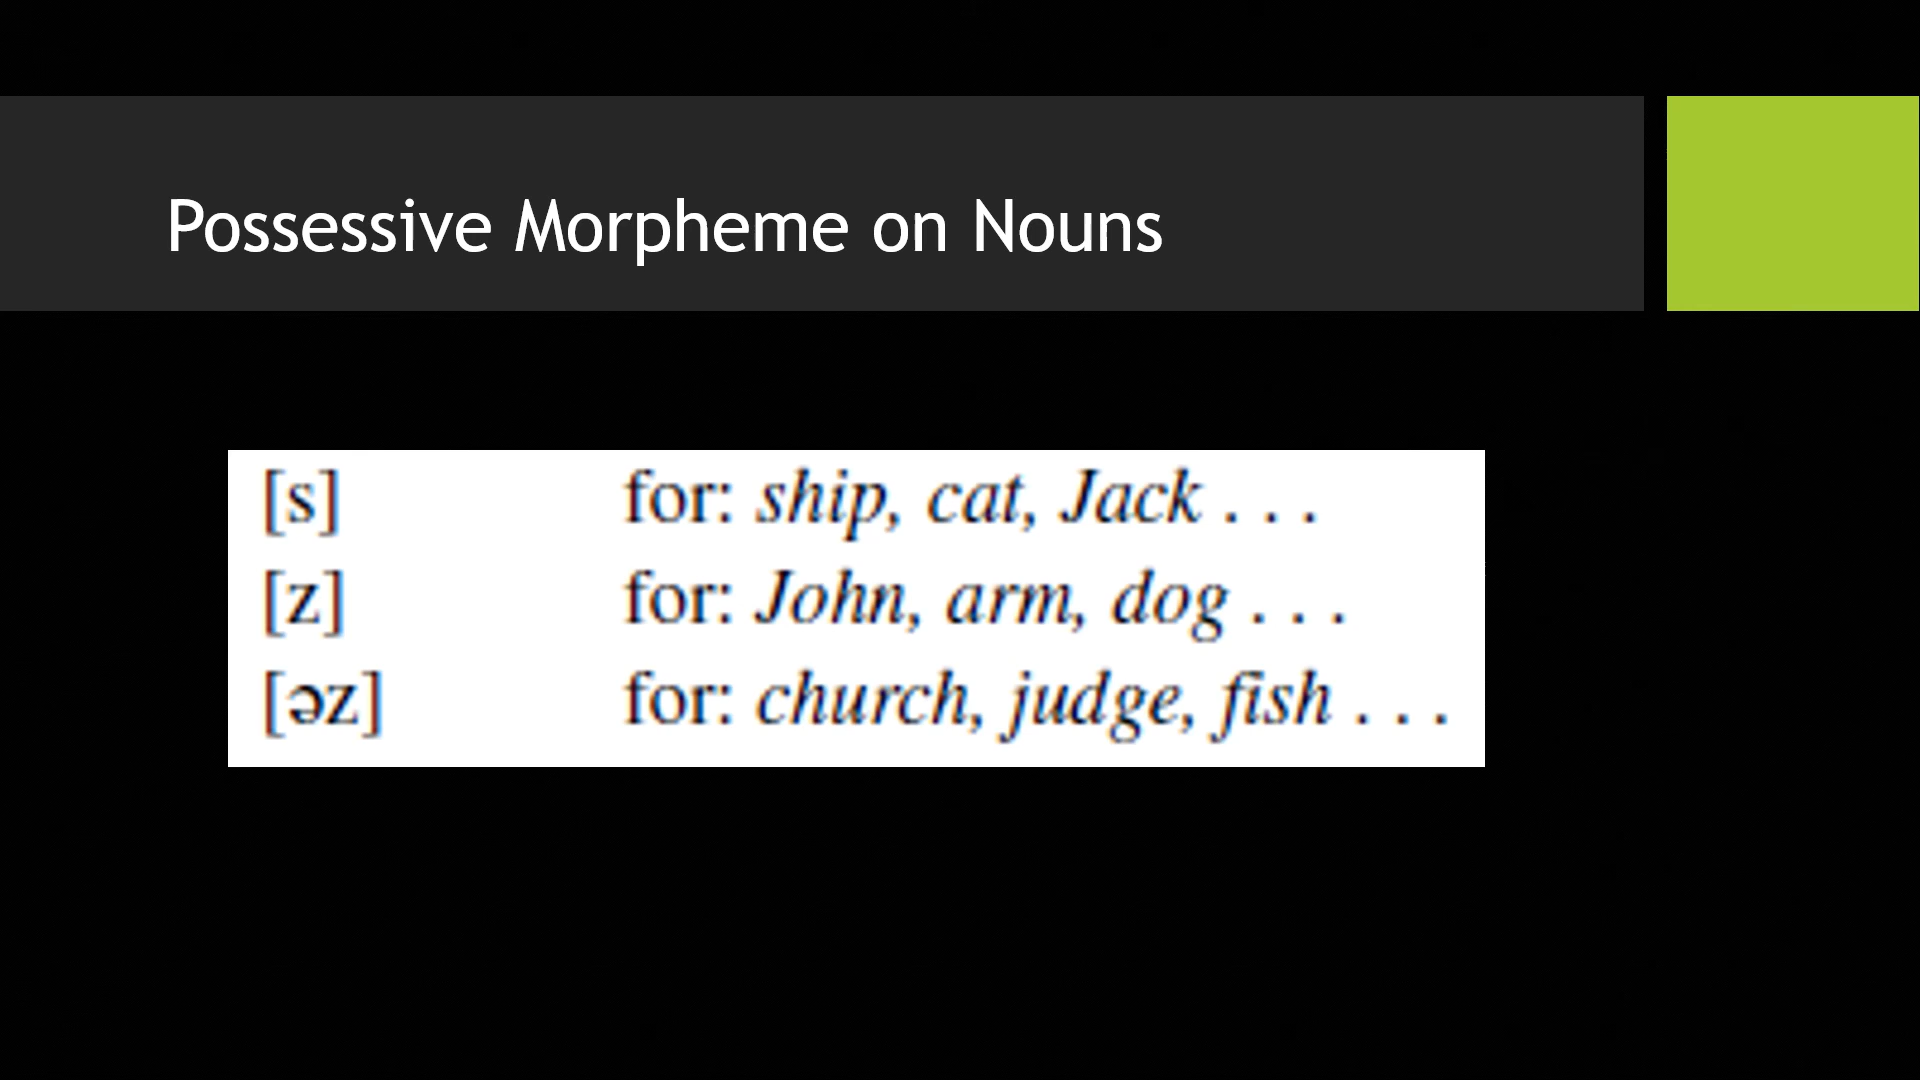 Possessive Morpheme on Nouns
[s] for: ship, cat, Jack . . .
[z] for: John, arm, dog . . .
[əz] for: church, judge, fish . . .